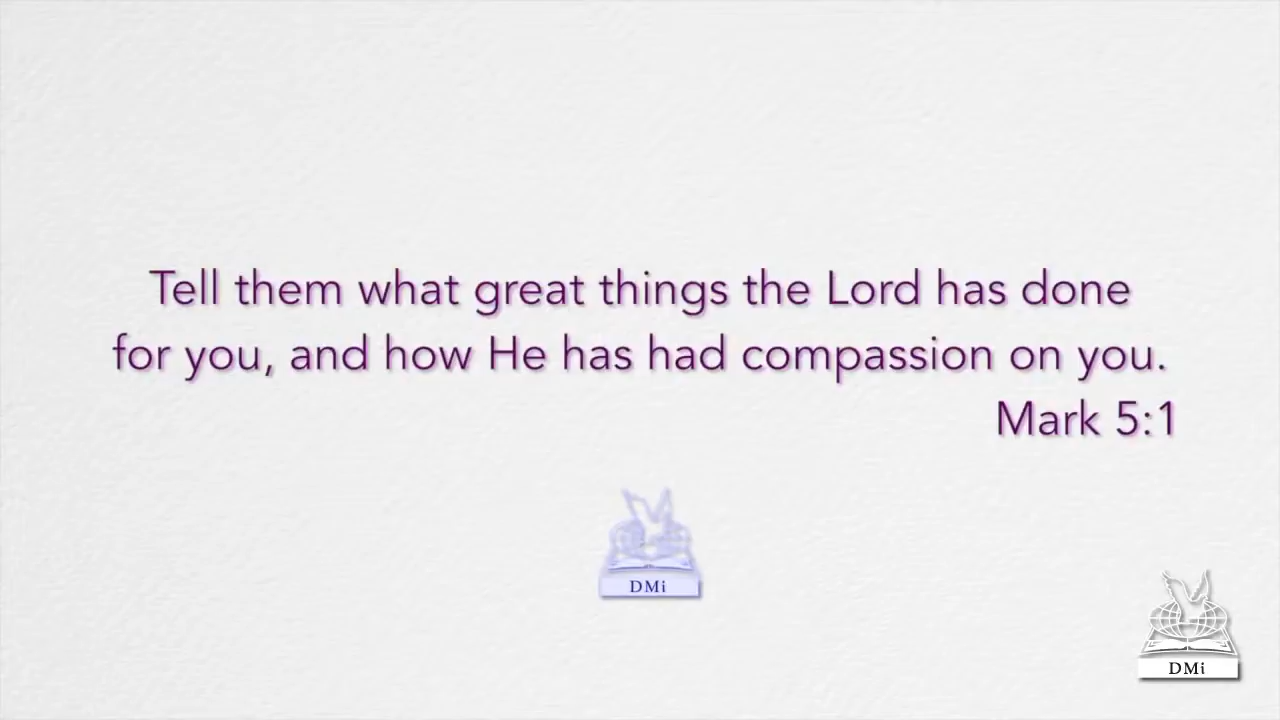 Tell them what great things the Lord has done
for you, and how He has had compassion on you.
Mark 5:1
DMi
DMi